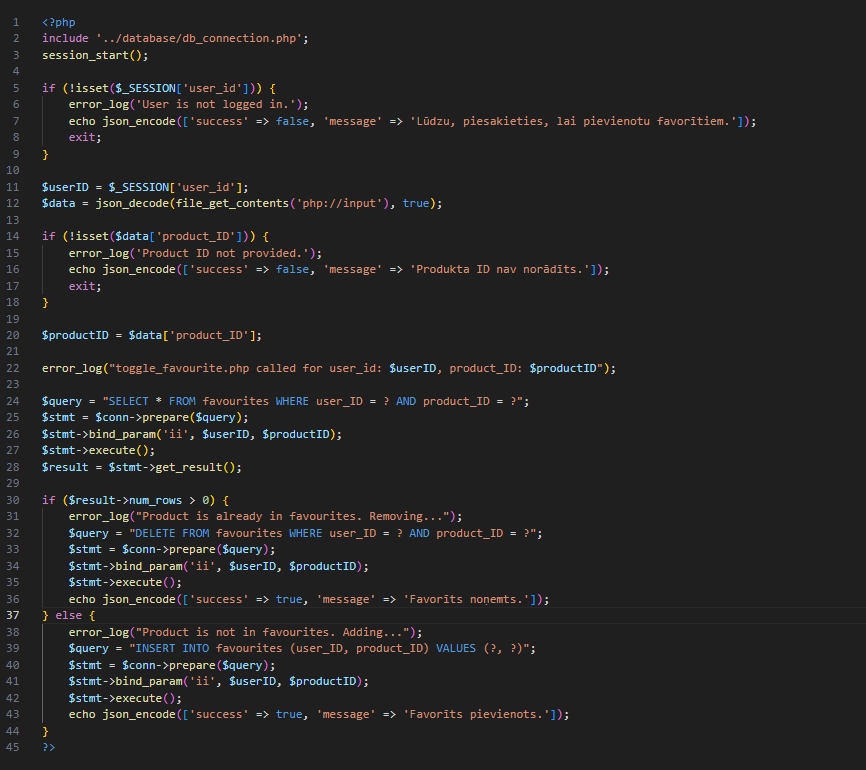 1 <?php
2 include '../database/db_connection.php';
3 session_start();
4
5 if (!isset($_SESSION['user_id'])) {
6     error_log('User is not logged in.');
7     echo json_encode(['success' => false, 'message' => 'Lūdzu, piesakieties, lai pievienotu favorītiem.']);
8     exit;
9 }
10
11 $userID = $_SESSION['user_id'];
12 $data = json_decode(file_get_contents('php://input'), true);
13
14 if (!isset($data['product_ID'])) {
15     error_log('Product ID not provided.');
16     echo json_encode(['success' => false, 'message' => 'Produkta ID nav norādīts.']);
17     exit;
18 }
19
20 $productID = $data['product_ID'];
21
22 error_log("toggle_favourite.php called for user_id: $userID, product_ID: $productID");
23
24 $query = "SELECT * FROM favourites WHERE user_ID = ? AND product_ID = ?";
25 $stmt = $conn->prepare($query);
26 $stmt->bind_param('ii', $userID, $productID);
27 $stmt->execute();
28 $result = $stmt->get_result();
29
30 if ($result->num_rows > 0) {
31     error_log("Product is already in favourites. Removing...");
32     $query = "DELETE FROM favourites WHERE user_ID = ? AND product_ID = ?";
33     $stmt = $conn->prepare($query);
34     $stmt->bind_param('ii', $userID, $productID);
35     $stmt->execute();
36     echo json_encode(['success' => true, 'message' => 'Favorīts noņemts.']);
37 } else {
38     error_log("Product is not in favourites. Adding...");
39     $query = "INSERT INTO favourites (user_ID, product_ID) VALUES (?, ?)";
40     $stmt = $conn->prepare($query);
41     $stmt->bind_param('ii', $userID, $productID);
42     $stmt->execute();
43     echo json_encode(['success' => true, 'message' => 'Favorīts pievienots.']);
44 }
45 ?>